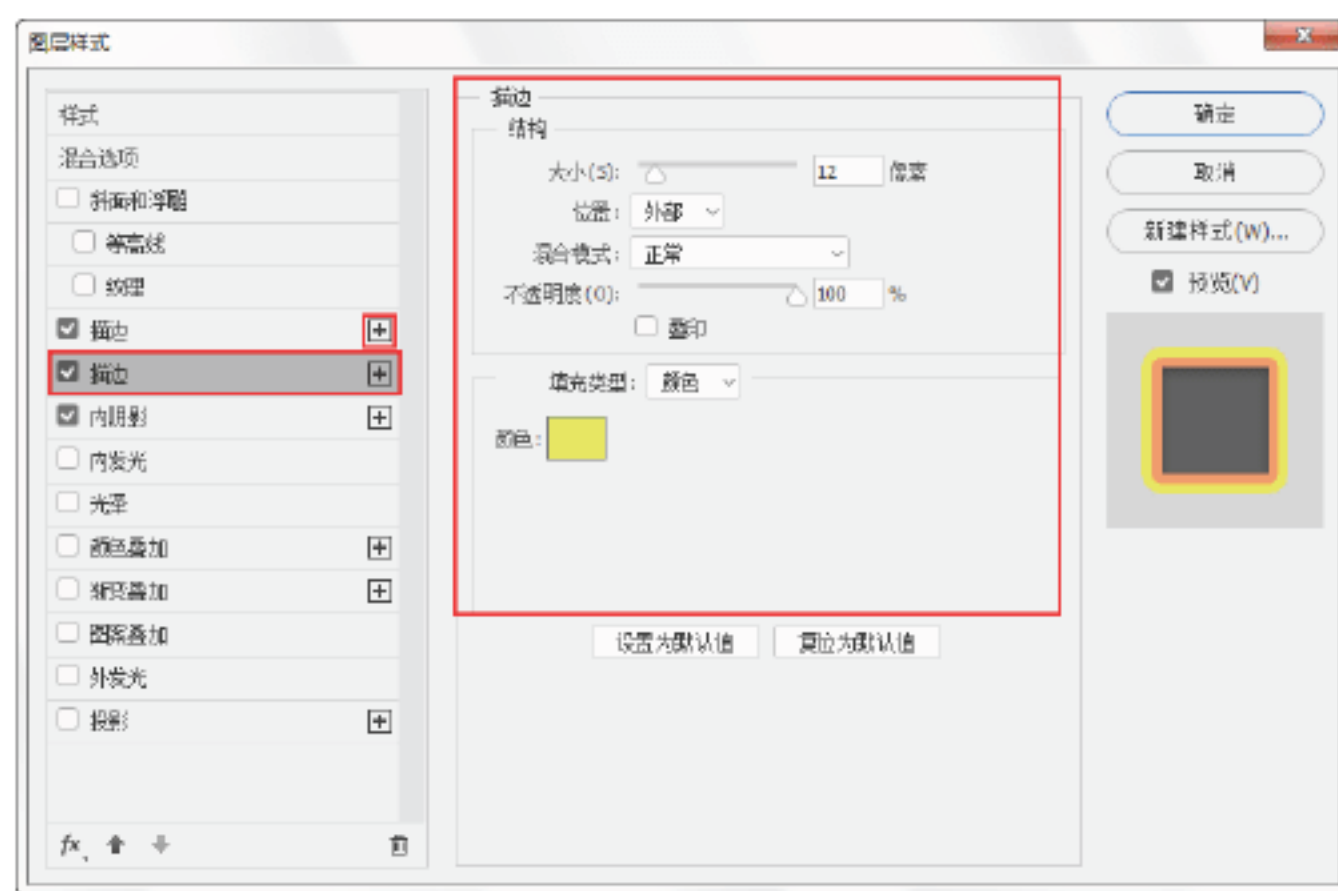 图层样式
样式
混合选项
斜面和浮雕
等高线
纹理
描边
描边
内阴影
内发光
光泽
颜色叠加
渐变叠加
图案叠加
外发光
投影
fx
描边
结构
大小(S): 12 像素
位置: 外部
混合模式: 正常
不透明度(O): 100 %
叠印
填充类型: 颜色
颜色:
设置为默认值 复位为默认值
确定
取消
新建样式(W)...
预览(V)